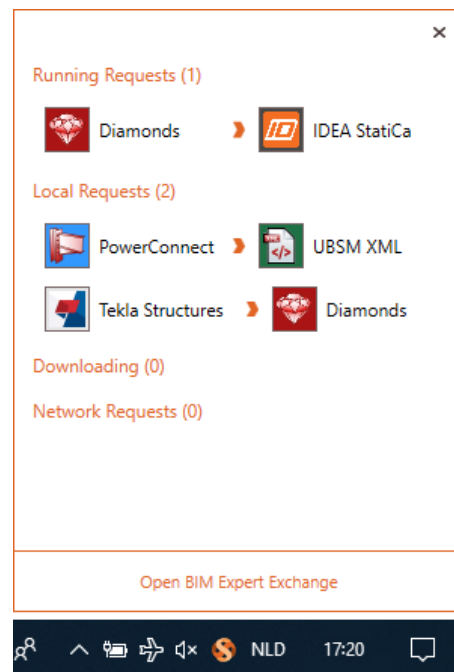 Running Requests (1)
Diamonds IDEA StatiCa
Local Requests (2)
PowerConnect UBSM XML
Tekla Structures Diamonds
Downloading (0)
Network Requests (0)
Open BIM Expert Exchange
NLD 17:20